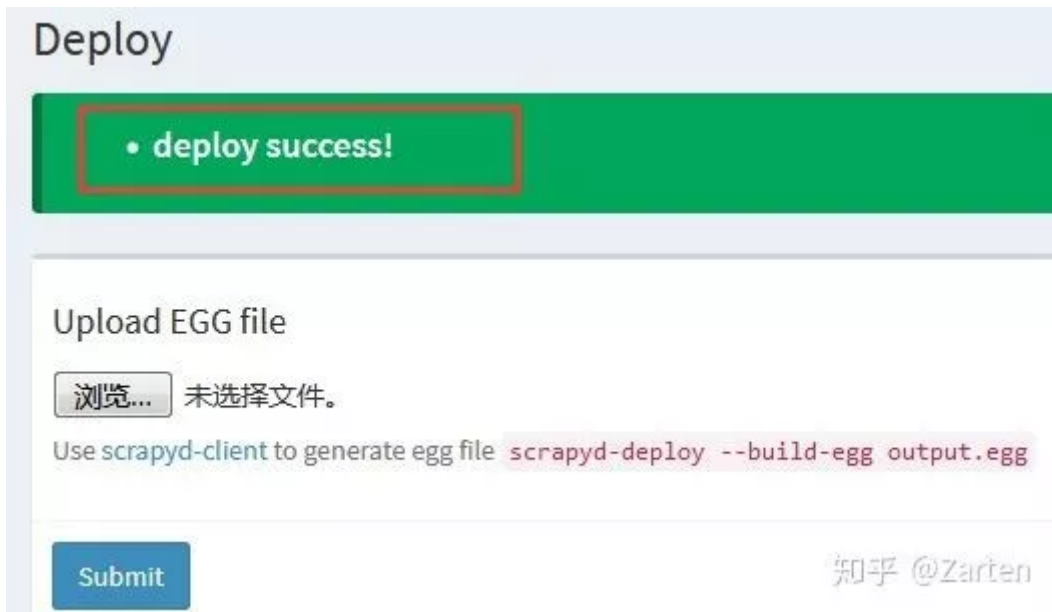 Deploy
• deploy success!
Upload EGG file
浏览... 未选择文件。
Use scrapyd-client to generate egg file scrapyd-deploy --build-egg output.egg
Submit
知乎 @Zarten